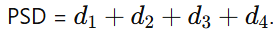 PSD = d₁ + d₂ + d₃ + d₄.